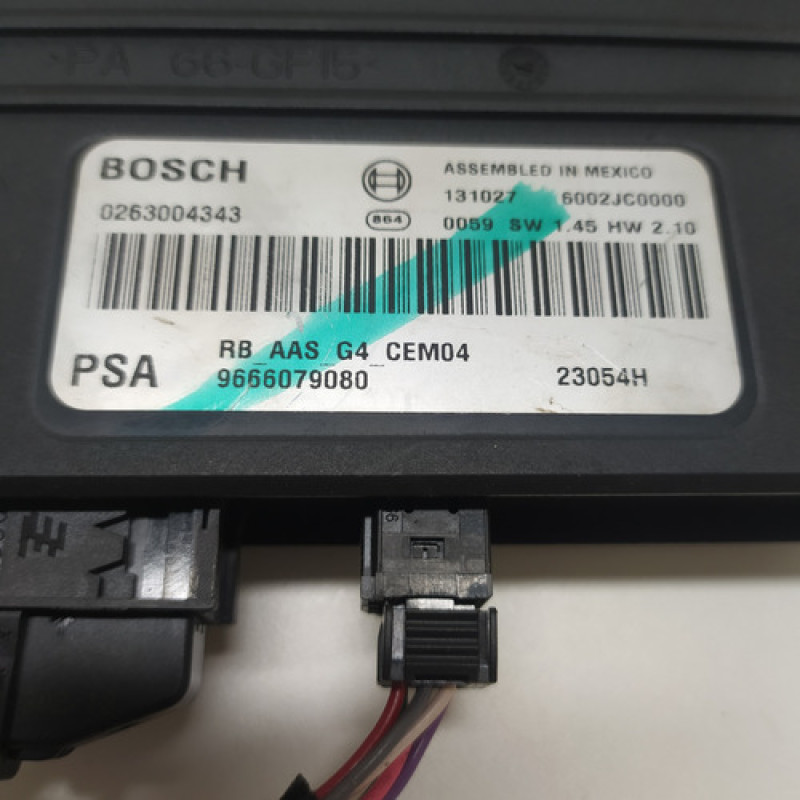 >PA 66-GF15<
BOSCH
ASSEMBLED IN MEXICO
131027 6002JC0000
0263004343
864
0059 SW 1.45 HW 2.10
RB_AAS_G4_CEM04
PSA
9666079080
23054H